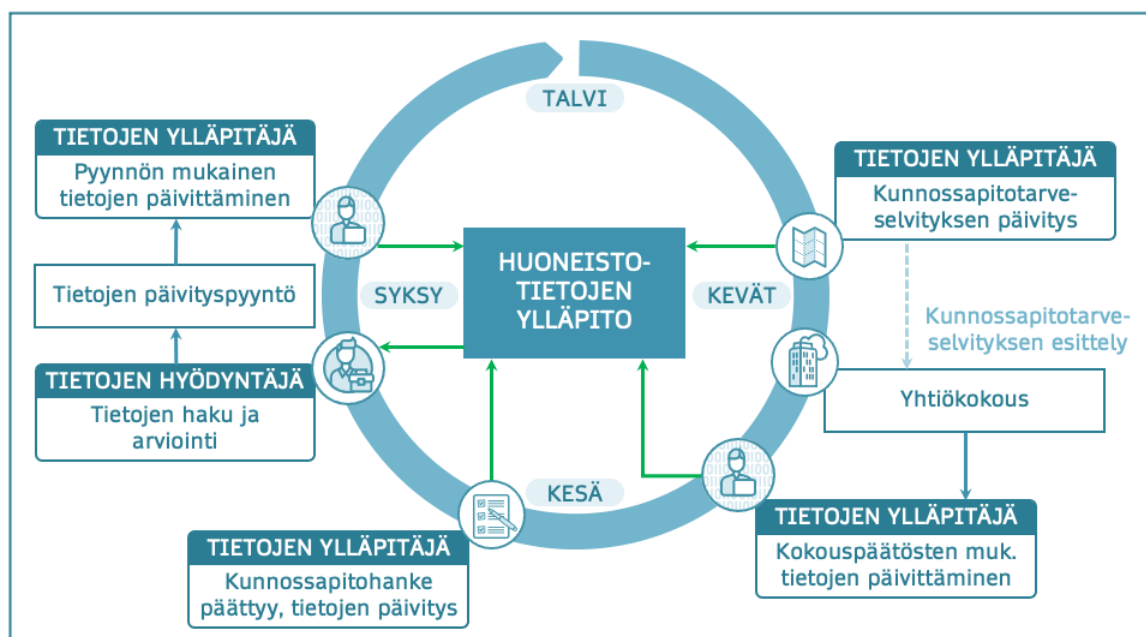 TALVI
TIETOJEN YLLÄPITÄJÄ
Pyynnön mukainen
tietojen päivittäminen
Tietojen päivityspyyntö
TIETOJEN HYÖDYNTÄJÄ
Tietojen haku ja
arviointi
SYKSY
HUONEISTO-
TIETOJEN
YLLÄPITO
KEVÄT
TIETOJEN YLLÄPITÄJÄ
Kunnossapitotarve-
selvityksen päivitys
Kunnossapitotarve-
selvityksen esittely
Yhtiökokous
TIETOJEN YLLÄPITÄJÄ
Kokouspäätösten muk.
tietojen päivittäminen
KESÄ
TIETOJEN YLLÄPITÄJÄ
Kunnossapitohanke
päättyy, tietojen päivitys